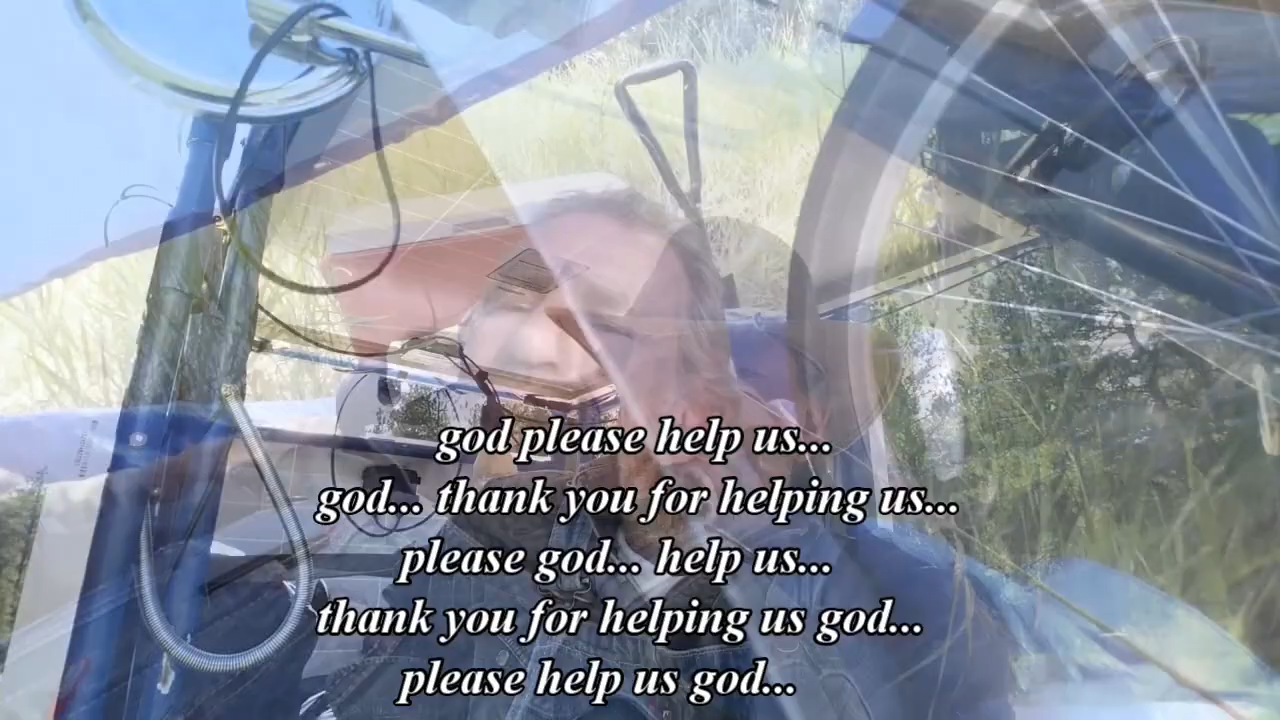 god please help us...
god... thank you for helping us...
please god... help us...
thank you for helping us god...
please help us god...